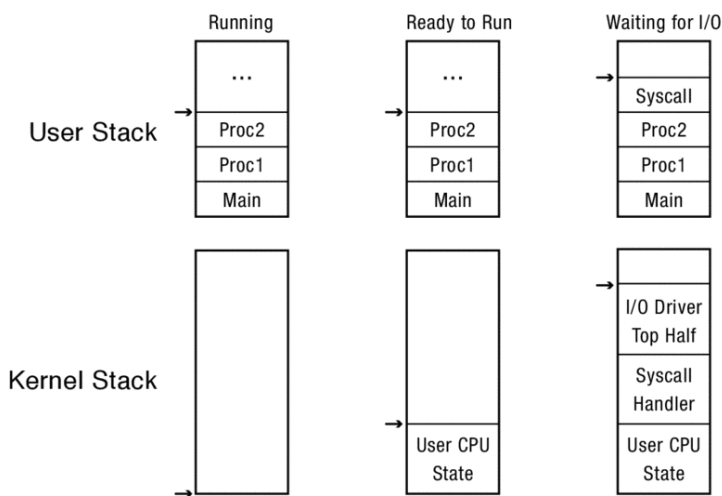 Running Ready to Run Waiting for I/O
... ...
Syscall
User Stack Proc2 Proc2 Proc2
Proc1 Proc1 Proc1
Main Main Main
I/O Driver
Top Half
Kernel Stack Syscall
Handler
User CPU User CPU
State State